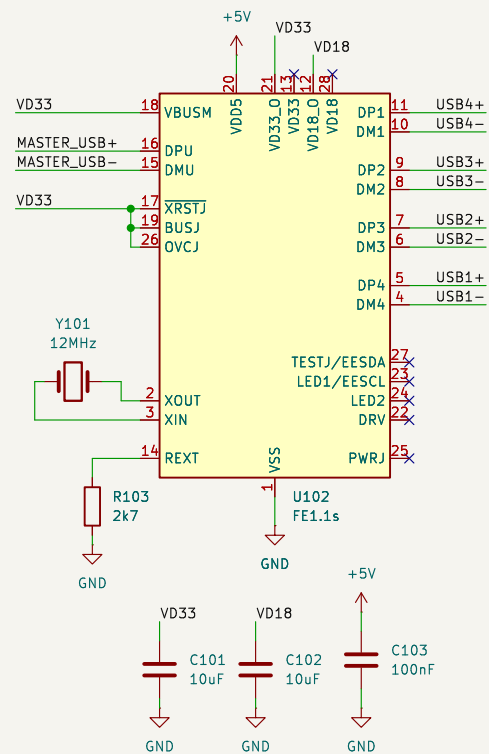 +5V
VD33
VD18
20
21
13
12
28
VDD5
VD33_O
VD33
VD18_O
VD18
VD33
18
VBUSM
DP1
11
USB4+
DM1
10
USB4-
MASTER_USB+
16
DPU
MASTER_USB-
15
DMU
DP2
9
USB3+
DM2
8
USB3-
VD33
17
XRSTJ
19
BUSJ
26
OVCJ
DP3
7
USB2+
DM3
6
USB2-
DP4
5
USB1+
DM4
4
USB1-
Y101
12MHz
TESTJ/EESDA
27
LED1/EESCL
23
LED2
24
DRV
22
2
XOUT
3
XIN
14
REXT
VSS
PWRJ
25
1
R103
2k7
U102
FE1.1s
GND
GND
+5V
VD33
VD18
C101
10uF
C102
10uF
C103
100nF
GND
GND
GND